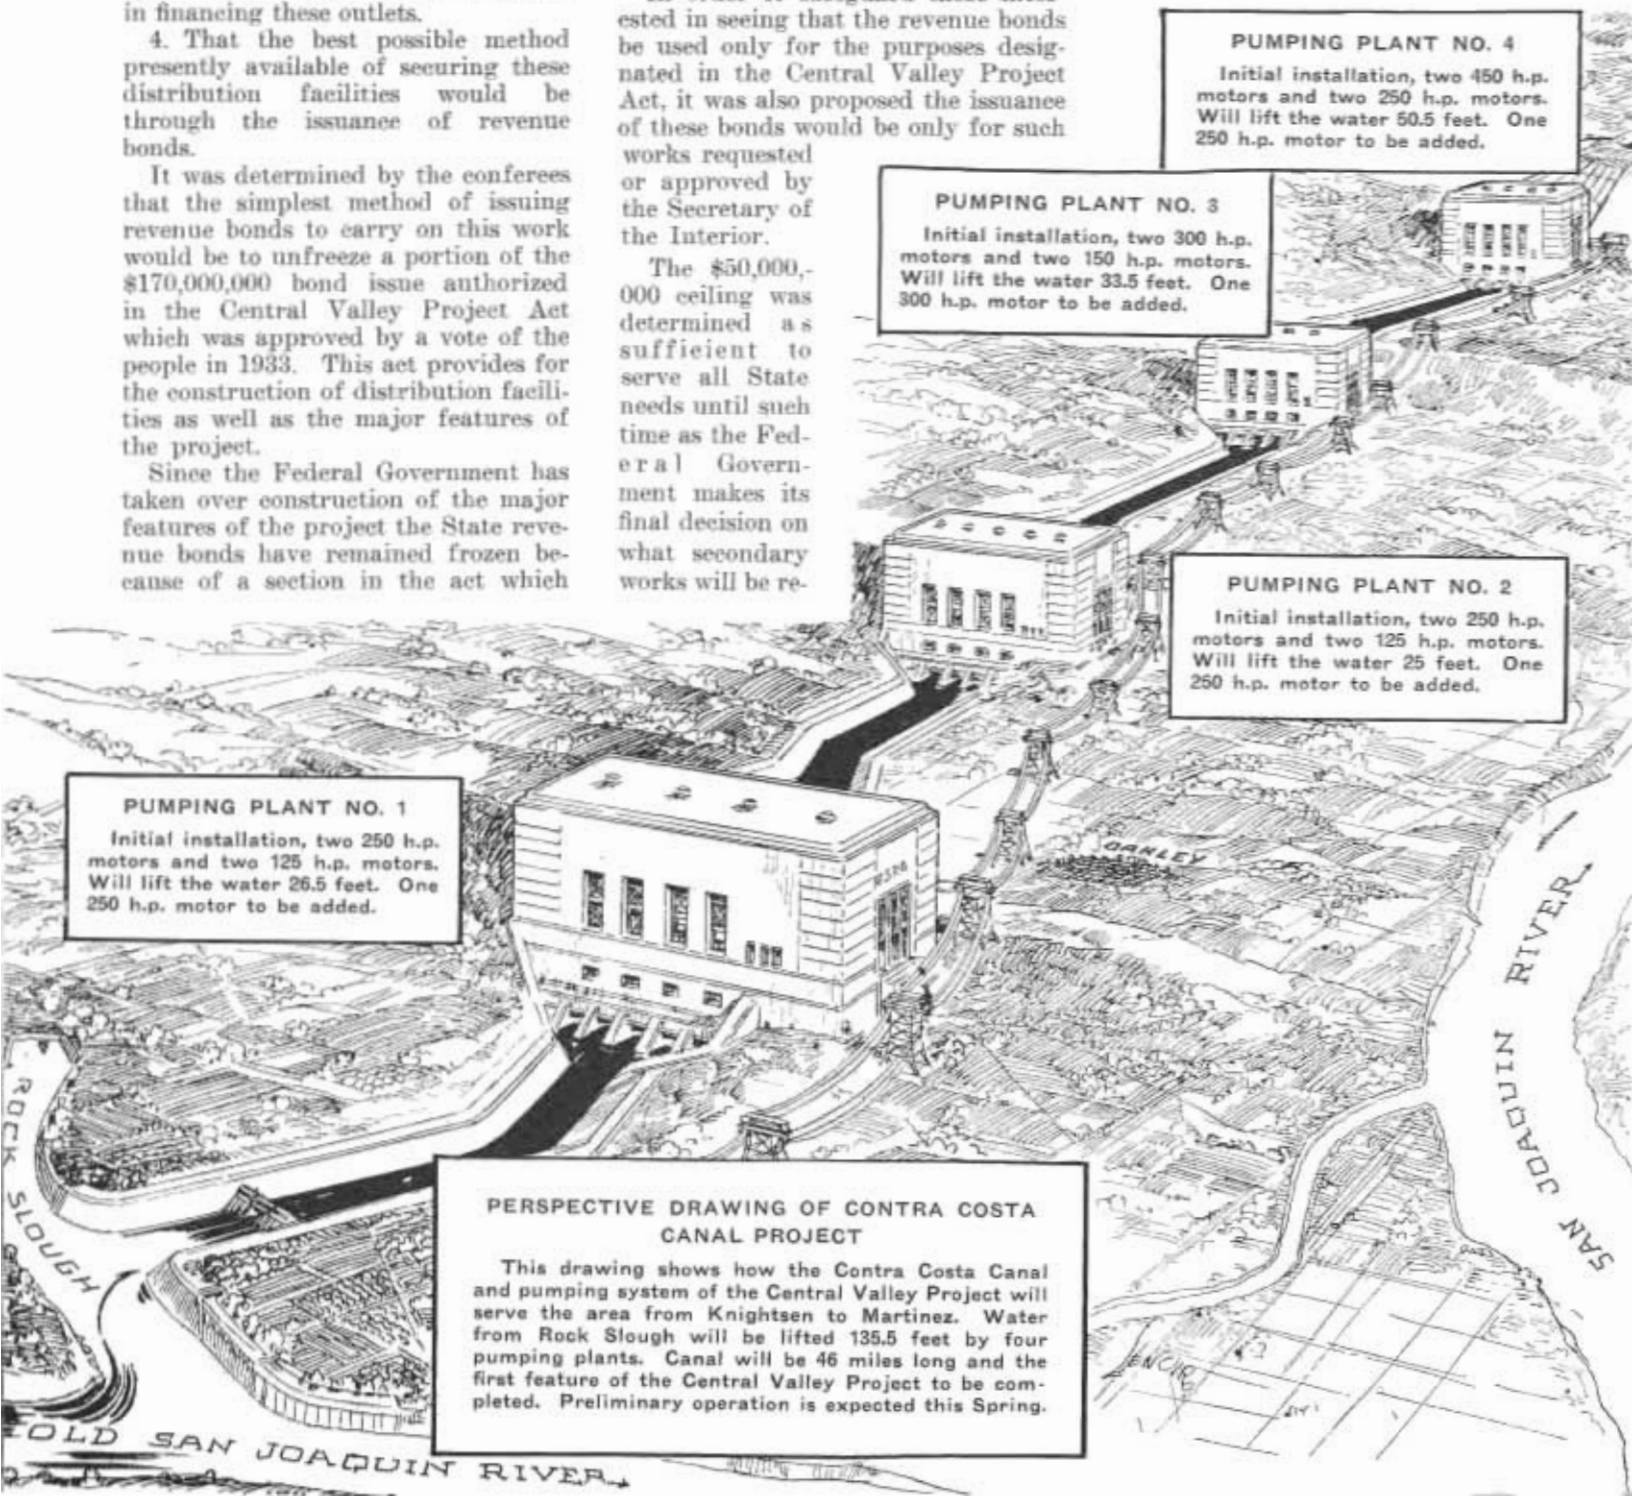 in financing these outlets.
4. That the best possible method
presently available of securing these
distribution facilities would be
through the issuance of revenue
bonds.
It was determined by the conferees
that the simplest method of issuing
revenue bonds to carry on this work
would be to unfreeze a portion of the
$170,000,000 bond issue authorized
in the Central Valley Project Act
which was approved by a vote of the
people in 1933. This act provides for
the construction of distribution facili-
ties as well as the major features of
the project.
Since the Federal Government has
taken over construction of the major
features of the project the State reve-
nue bonds have remained frozen be-
cause of a section in the act which
ested in seeing that the revenue bonds
be used only for the purposes desig-
nated in the Central Valley Project
Act, it was also proposed the issuance
of these bonds would be only for such
works requested
or approved by
the Secretary of
the Interior.
The $50,000,-
000 ceiling was
determined as
sufficient to
serve all State
needs until such
time as the Fed-
eral Govern-
ment makes its
final decision on
what secondary
works will be re-
PUMPING PLANT NO. 4
Initial installation, two 450 h.p.
motors and two 250 h.p. motors.
Will lift the water 50.5 feet. One
250 h.p. motor to be added.
PUMPING PLANT NO. 3
Initial installation, two 300 h.p.
motors and two 150 h.p. motors.
Will lift the water 33.5 feet. One
300 h.p. motor to be added.
PUMPING PLANT NO. 2
Initial installation, two 250 h.p.
motors and two 125 h.p. motors.
Will lift the water 25 feet. One
250 h.p. motor to be added.
PUMPING PLANT NO. 1
Initial installation, two 250 h.p.
motors and two 125 h.p. motors.
Will lift the water 26.5 feet. One
250 h.p. motor to be added.
OAKLEY
SAN JOAQUIN RIVER
ROCK SLOUGH
PERSPECTIVE DRAWING OF CONTRA COSTA
CANAL PROJECT
This drawing shows how the Contra Costa Canal
and pumping system of the Central Valley Project will
serve the area from Knightsen to Martinez. Water
from Rock Slough will be lifted 135.5 feet by four
pumping plants. Canal will be 46 miles long and the
first feature of the Central Valley Project to be com-
pleted. Preliminary operation is expected this Spring.
OLD SAN JOAQUIN RIVER